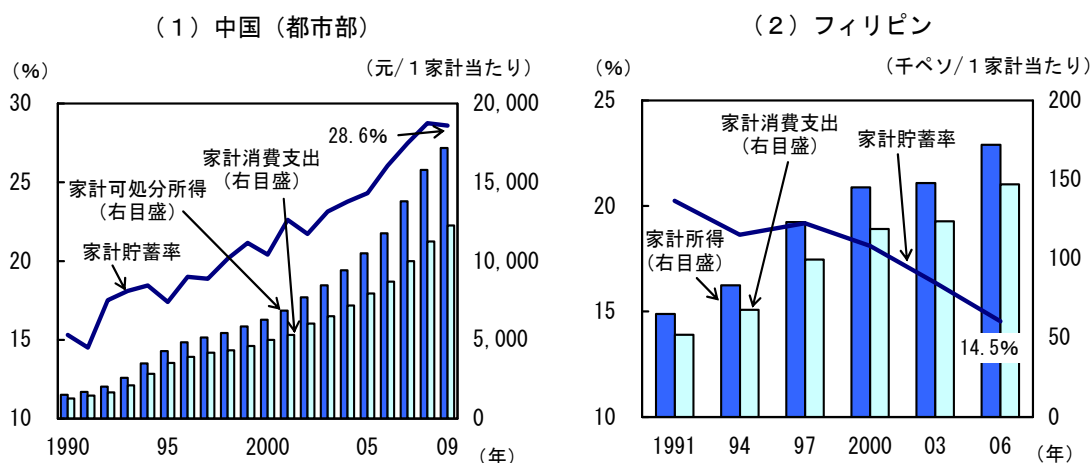 （１）中国（都市部）
（％）
（元/１家計当たり）
30
25
20
15
10
20,000
15,000
10,000
5,000
0
28.6％
家計消費支出
（右目盛）
家計可処分所得
（右目盛）
家計貯蓄率
1990
95
2000
05
09
（年）
（２）フィリピン
（％）
（千ペソ/１家計当たり）
25
20
15
10
200
150
100
50
0
家計消費支出
（右目盛）
家計貯蓄率
家計所得
（右目盛）
14.5％
1991
94
97
2000
03
06
（年）